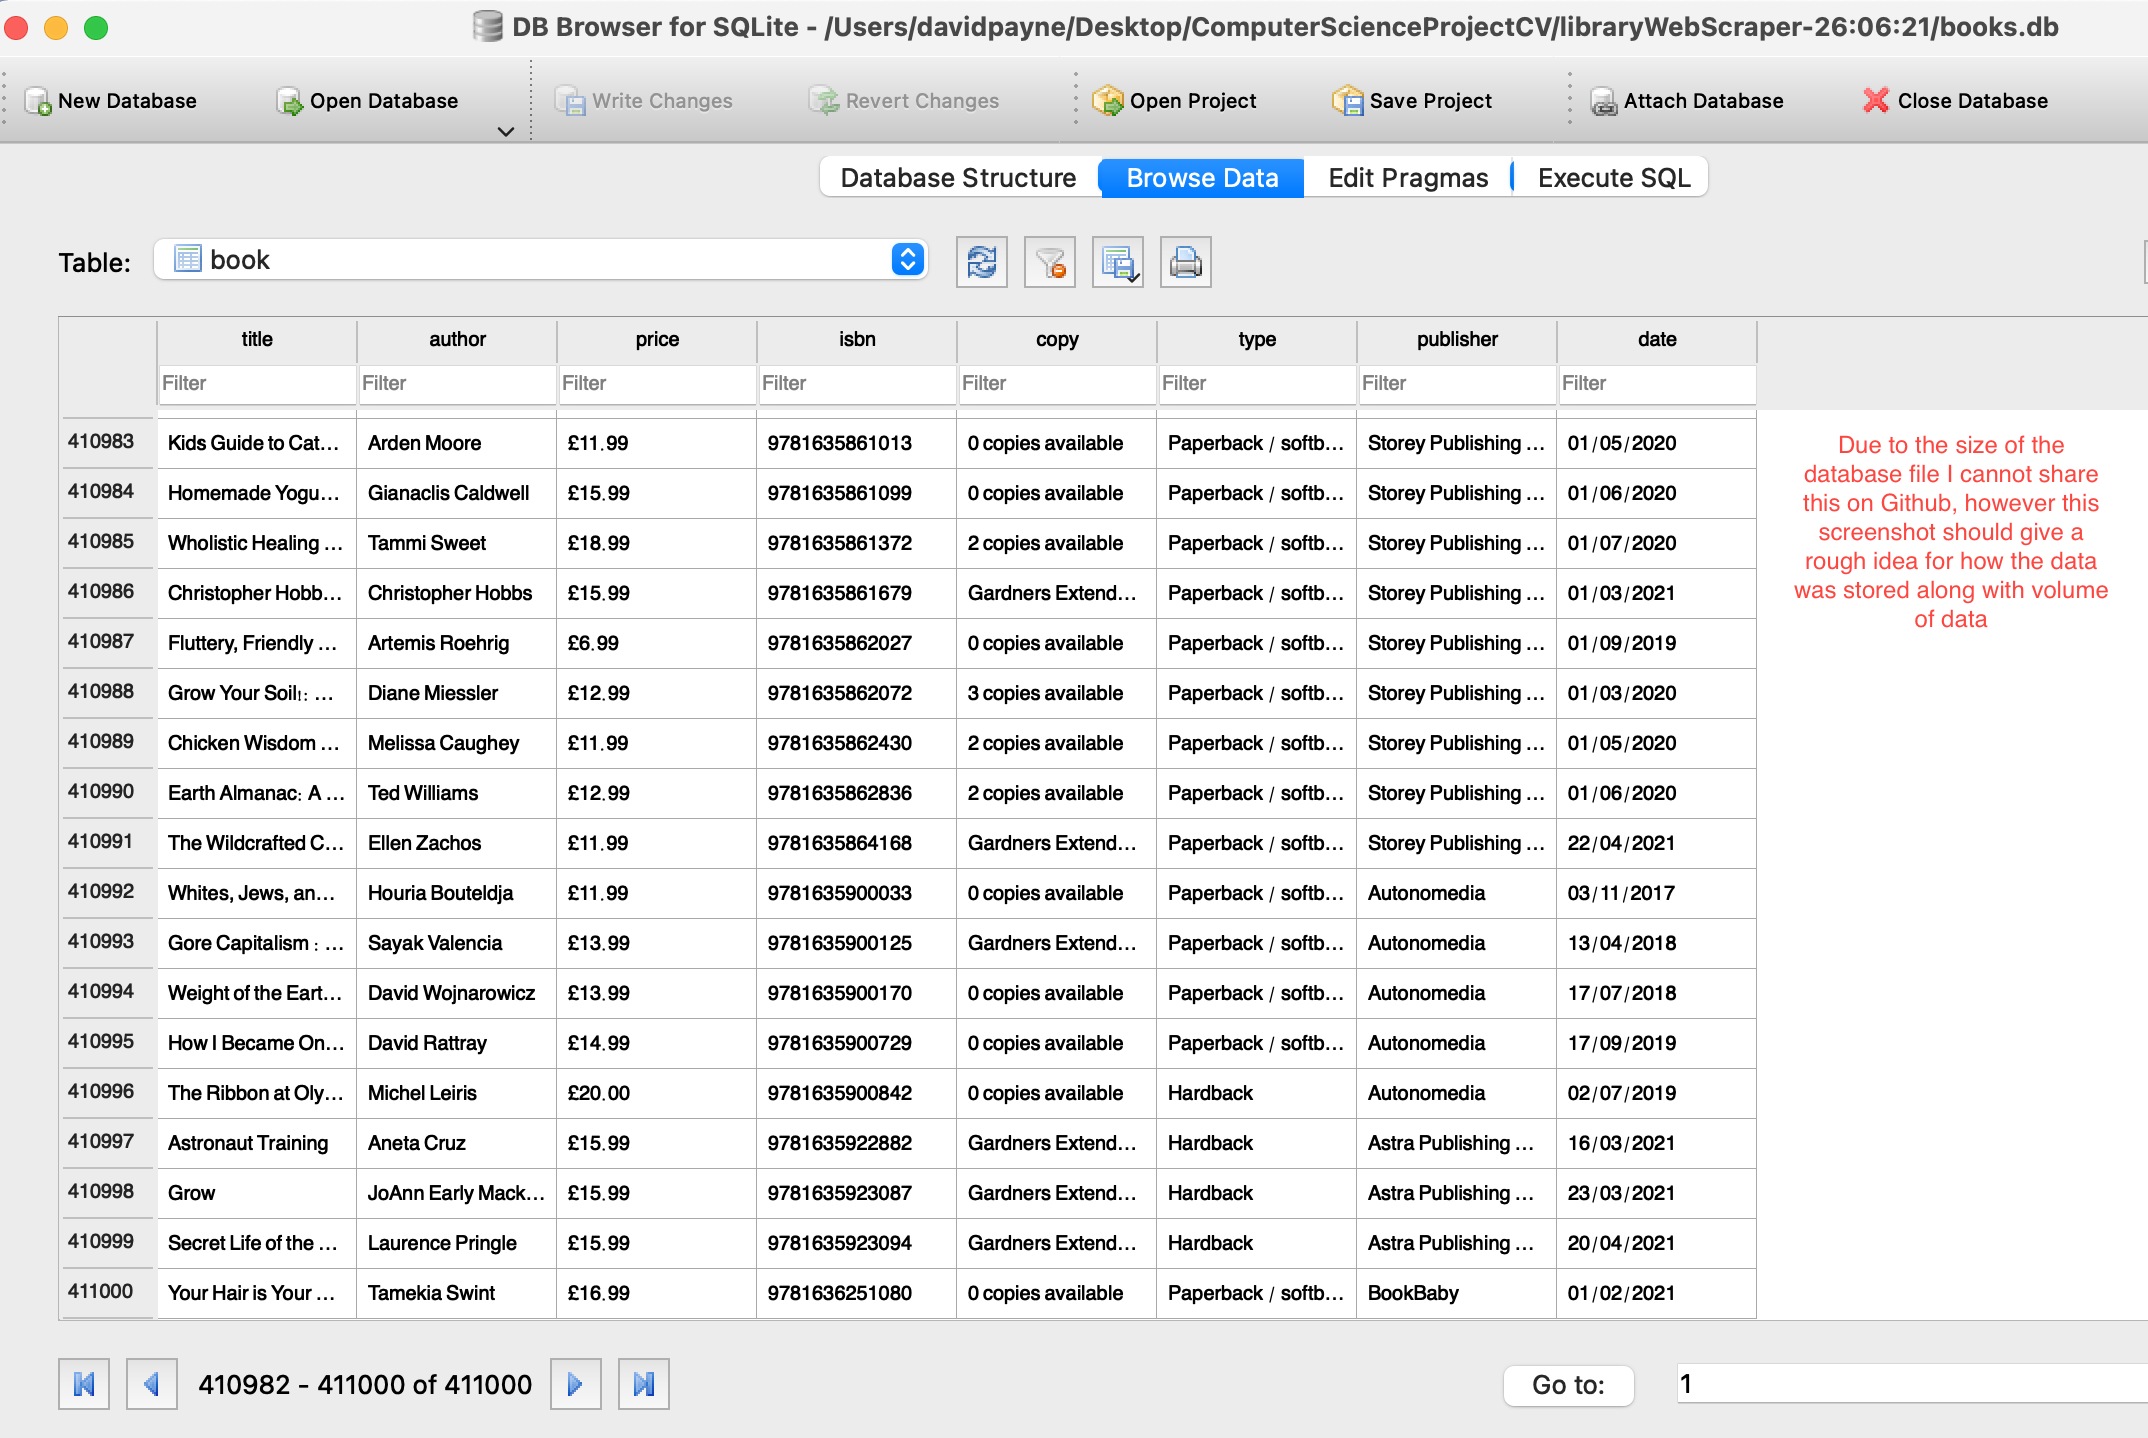 DB Browser for SQLite - /Users/davidpayne/Desktop/ComputerScienceProjectCV/libraryWebScraper-26:06:21/books.db
New Database Open Database Write Changes Revert Changes Open Project Save Project Attach Database Close Database
Database Structure Browse Data Edit Pragmas Execute SQL
Table: book
title author price isbn copy type publisher date
Filter Filter Filter Filter Filter Filter Filter Filter
410983 Kids Guide to Cat... Arden Moore £11.99 9781635861013 0 copies available Paperback / softb... Storey Publishing ... 01/05/2020
410984 Homemade Yogu... Gianaclis Caldwell £15.99 9781635861099 0 copies available Paperback / softb... Storey Publishing ... 01/06/2020
410985 Wholistic Healing ... Tammi Sweet £18.99 9781635861372 2 copies available Paperback / softb... Storey Publishing ... 01/07/2020
410986 Christopher Hobb... Christopher Hobbs £15.99 9781635861679 Gardners Extend... Paperback / softb... Storey Publishing ... 01/03/2021
410987 Fluttery, Friendly ... Artemis Roehrig £6.99 9781635862027 0 copies available Paperback / softb... Storey Publishing ... 01/09/2019
410988 Grow Your Soil!: ... Diane Miessler £12.99 9781635862072 3 copies available Paperback / softb... Storey Publishing ... 01/03/2020
410989 Chicken Wisdom ... Melissa Caughey £11.99 9781635862430 2 copies available Paperback / softb... Storey Publishing ... 01/05/2020
410990 Earth Almanac: A ... Ted Williams £12.99 9781635862836 2 copies available Paperback / softb... Storey Publishing ... 01/06/2020
410991 The Wildcrafted C... Ellen Zachos £11.99 9781635864168 Gardners Extend... Paperback / softb... Storey Publishing ... 22/04/2021
410992 Whites, Jews, an... Houria Bouteldja £11.99 9781635900033 0 copies available Paperback / softb... Autonomedia 03/11/2017
410993 Gore Capitalism : ... Sayak Valencia £13.99 9781635900125 Gardners Extend... Paperback / softb... Autonomedia 13/04/2018
410994 Weight of the Eart... David Wojnarowicz £13.99 9781635900170 0 copies available Paperback / softb... Autonomedia 17/07/2018
410995 How I Became On... David Rattray £14.99 9781635900729 0 copies available Paperback / softb... Autonomedia 17/09/2019
410996 The Ribbon at Oly... Michel Leiris £20.00 9781635900842 0 copies available Hardback Autonomedia 02/07/2019
410997 Astronaut Training Aneta Cruz £15.99 9781635922882 Gardners Extend... Hardback Astra Publishing ... 16/03/2021
410998 Grow JoAnn Early Mack... £15.99 9781635923087 Gardners Extend... Hardback Astra Publishing ... 23/03/2021
410999 Secret Life of the ... Laurence Pringle £15.99 9781635923094 Gardners Extend... Hardback Astra Publishing ... 20/04/2021
411000 Your Hair is Your ... Tamekia Swint £16.99 9781636251080 0 copies available Paperback / softb... BookBaby 01/02/2021
Due to the size of the
database file I cannot share
this on Github, however this
screenshot should give a
rough idea for how the data
was stored along with volume
of data
410982 - 411000 of 411000 Go to: 1